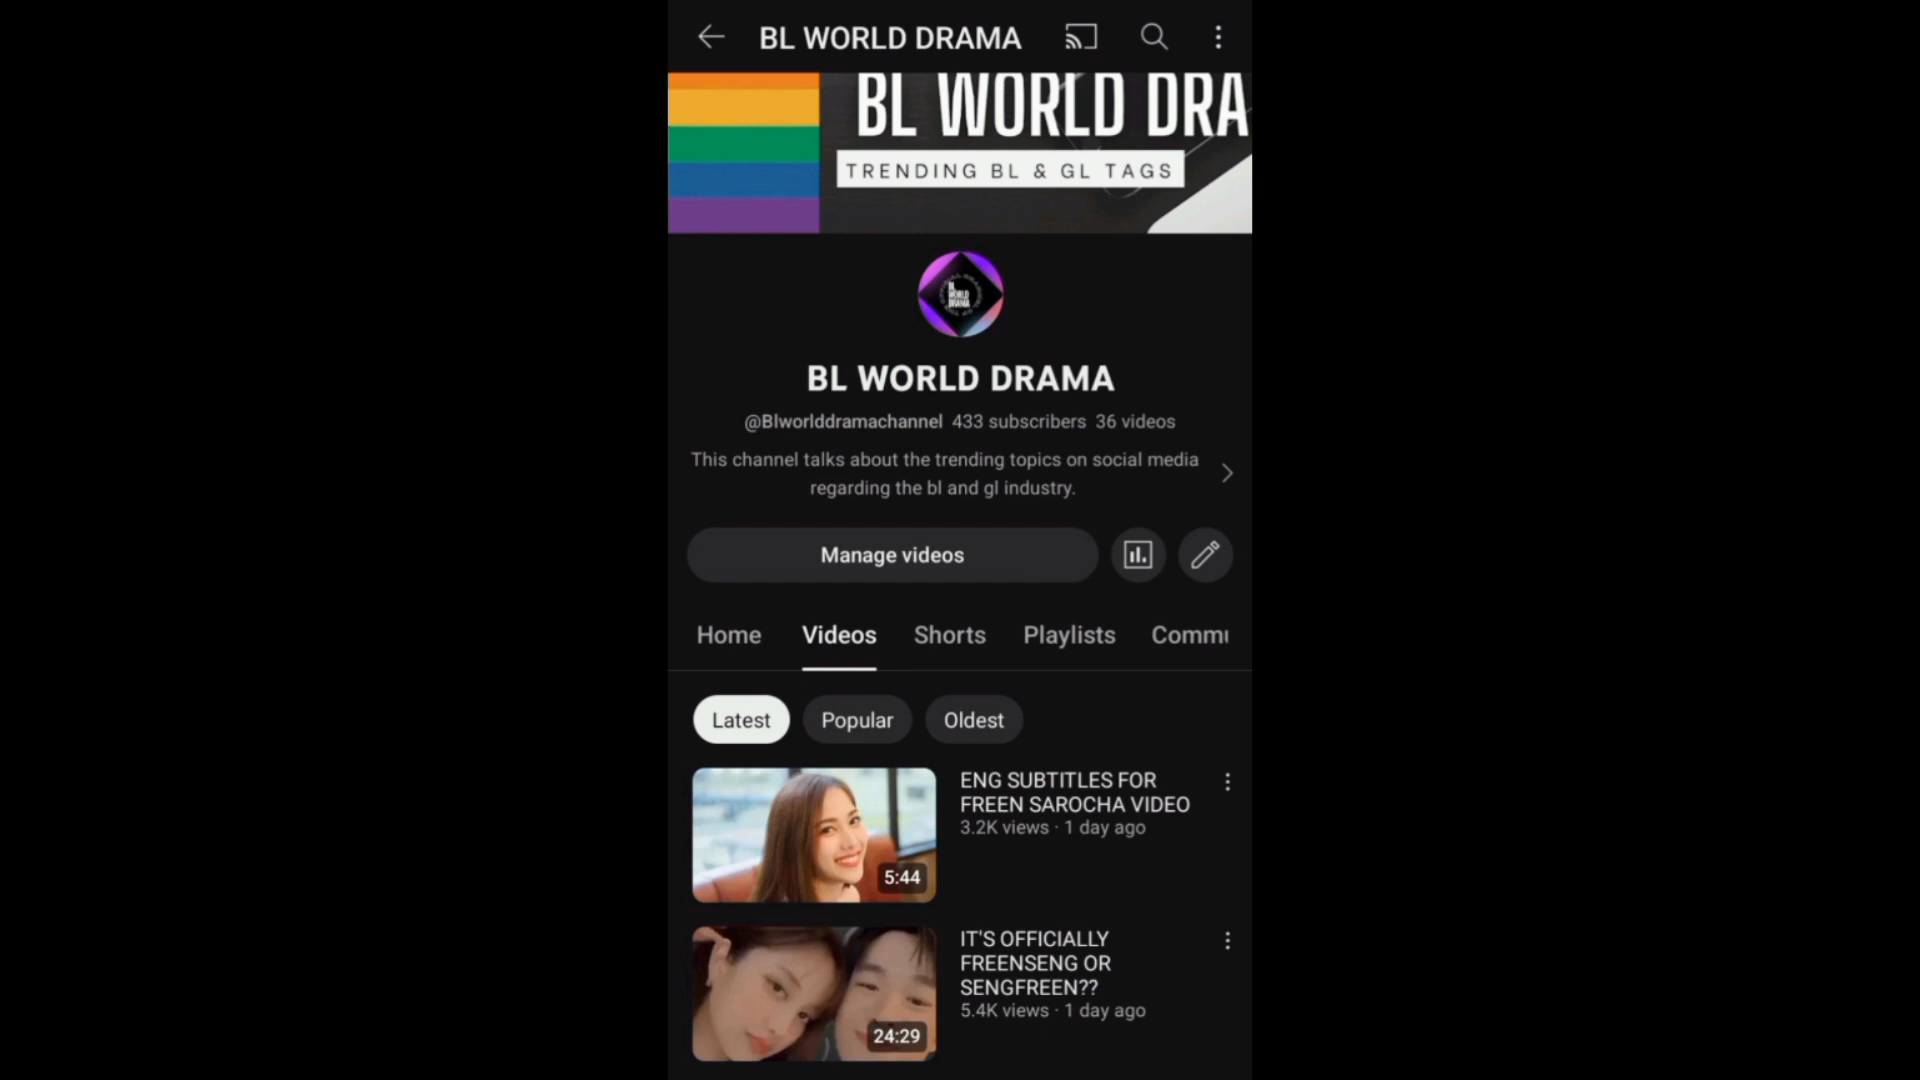 BL WORLD DRAMA
BL WORLD DRA
TRENDING BL & GL TAGS
BL
WORLD
DRAMA
BL WORLD DRAMA
@Blworlddramachannel 433 subscribers 36 videos
This channel talks about the trending topics on social media
regarding the bl and gl industry.
Manage videos
Home Videos Shorts Playlists Commu
Latest Popular Oldest
ENG SUBTITLES FOR
FREEN SAROCHA VIDEO
3.2K views · 1 day ago
5:44
IT'S OFFICIALLY
FREENSENG OR
SENGFREEN??
5.4K views · 1 day ago
24:29